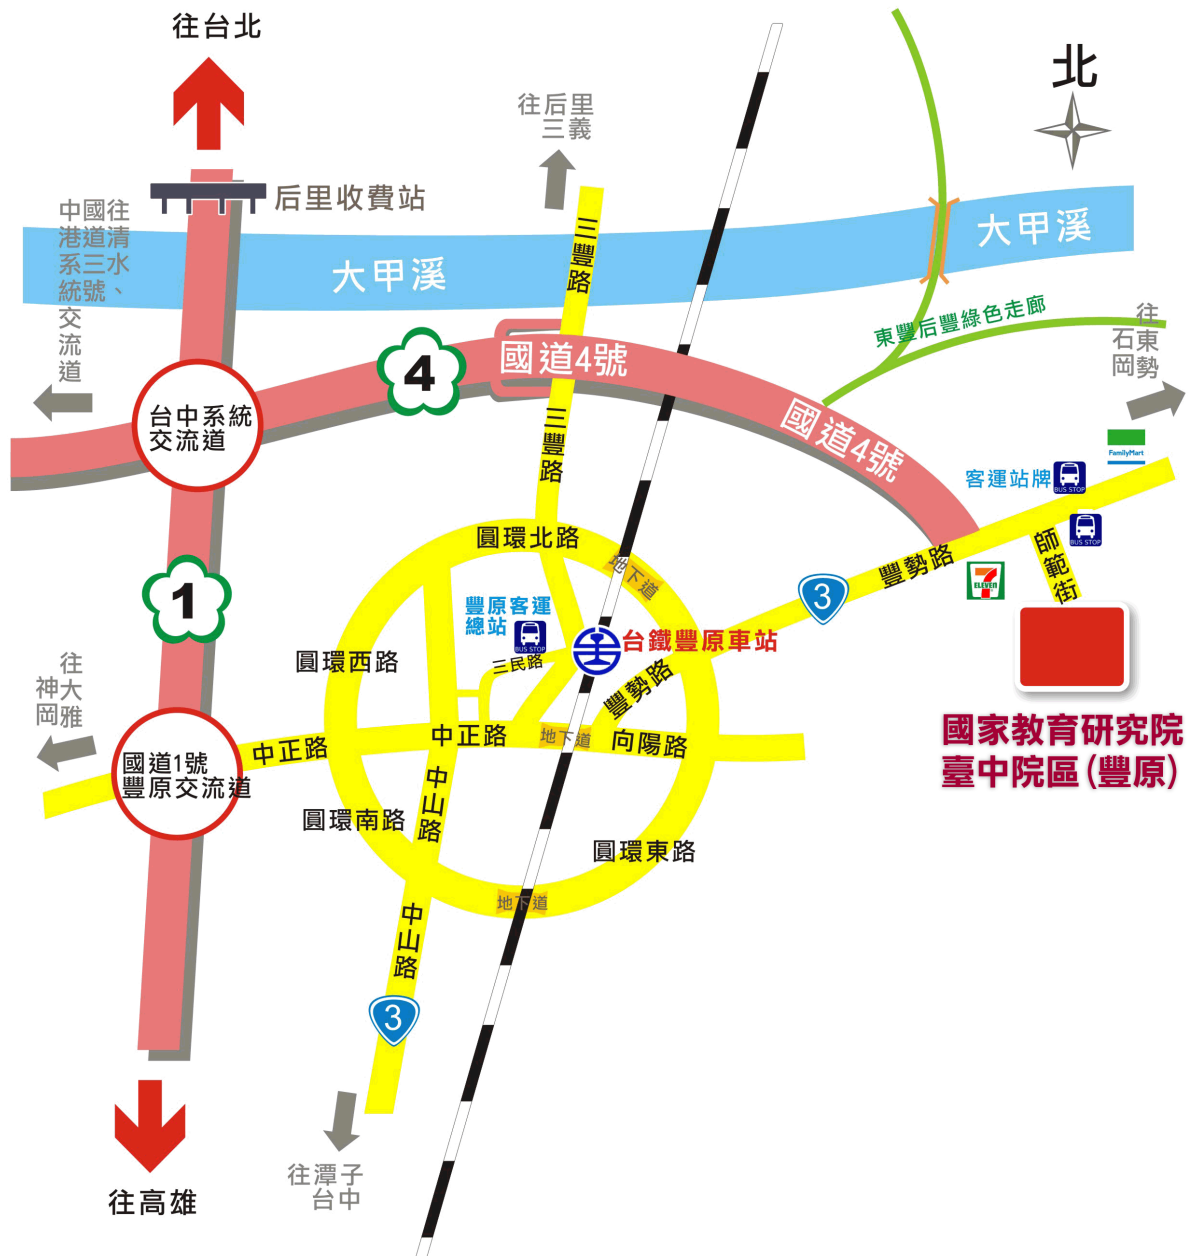 往台北
北
往后里
三義
后里收費站
往清水、
國道三號
中港系統交流道
大甲溪
大甲溪
三豐路
東豐后豐綠色走廊
往東勢
石岡
國道4號
4
台中系統
交流道
三豐路
國道4號
FamilyMart
客運站牌
BUS STOP
BUS STOP
圓環北路
地下道
師範街
豐勢路
7
ELEVEn
3
1
豐原客運
總站
BUS STOP
台鐵豐原車站
三民路
圓環西路
往大雅
神岡
豐勢路
國家教育研究院
臺中院區(豐原)
中正路
中正路
地下道
向陽路
國道1號
豐原交流道
中山路
圓環南路
圓環東路
地下道
中山路
3
往潭子
台中
往高雄